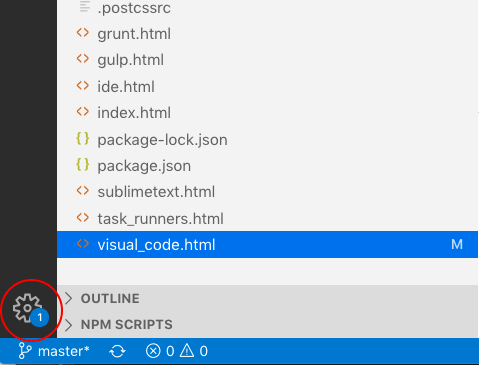 .postcssrc
grunt.html
gulp.html
ide.html
index.html
package-lock.json
package.json
sublimetext.html
task_runners.html
visual_code.html M
OUTLINE
1
NPM SCRIPTS
master* 0 0